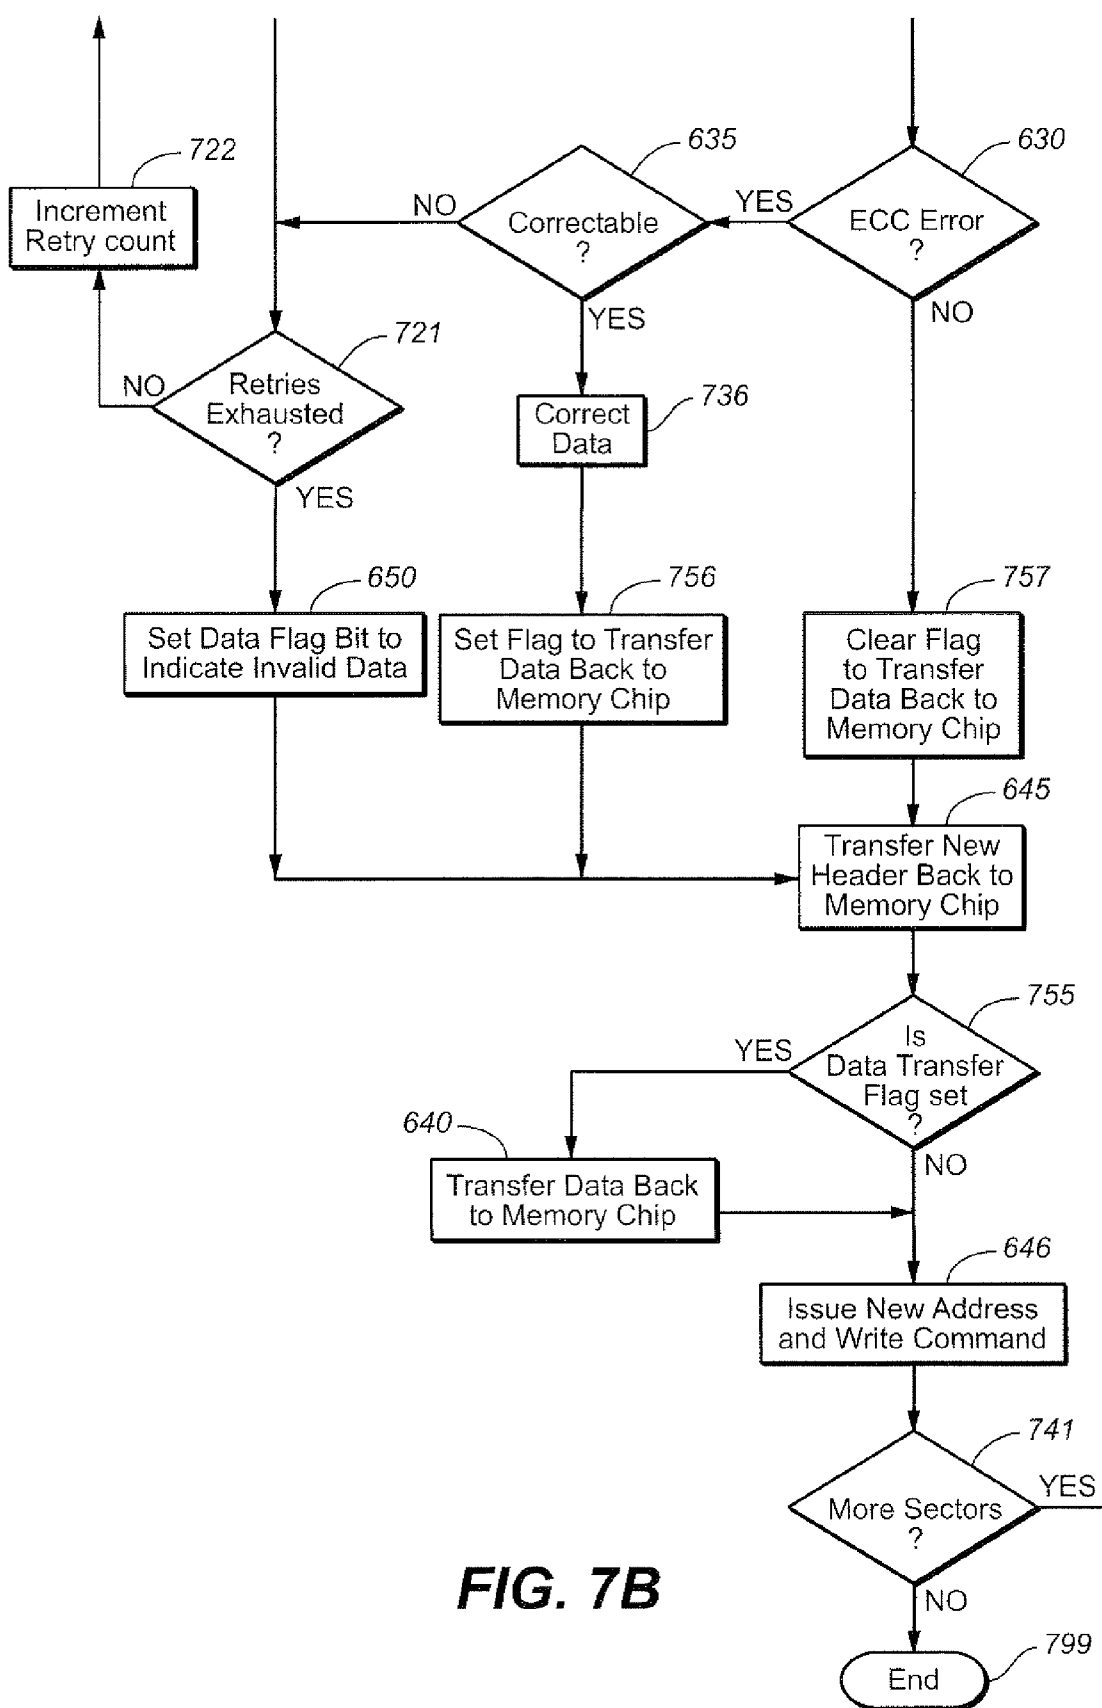 722
635
630
Increment
Retry count
NO
Correctable
?
YES
ECC Error
?
YES
NO
721
NO
Retries
Exhausted
?
736
Correct
Data
YES
650
756
757
Set Data Flag Bit to
Indicate Invalid Data
Set Flag to Transfer
Data Back to
Memory Chip
Clear Flag
to Transfer
Data Back to
Memory Chip
645
Transfer New
Header Back to
Memory Chip
755
YES
Is
Data Transfer
Flag set
?
640
NO
Transfer Data Back
to Memory Chip
646
Issue New Address
and Write Command
741
YES
More Sectors
?
FIG. 7B
NO
799
End